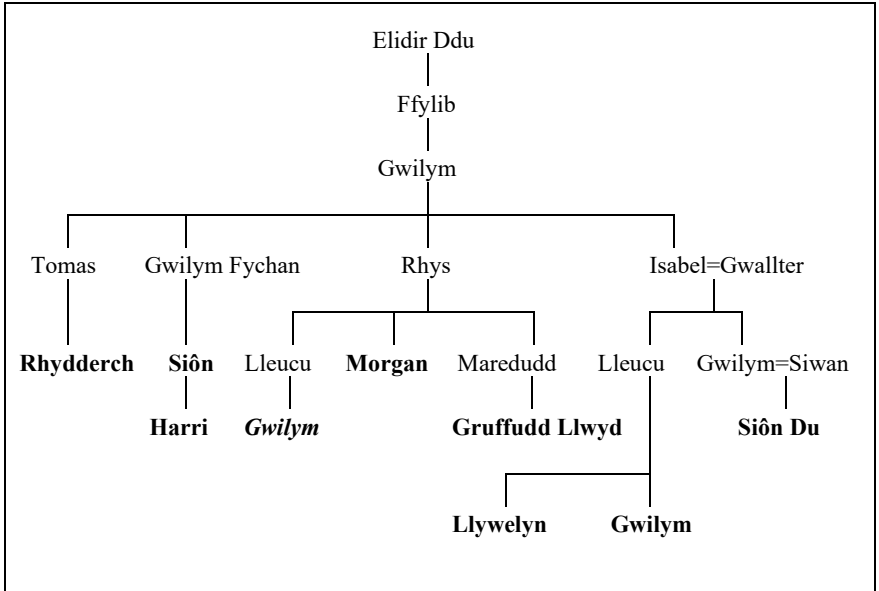 Elidir Ddu
Ffylib
Gwilym
Tomas Gwilym Fychan Rhys Isabel=Gwallter
Rhydderch Siôn Lleucu Morgan Maredudd Lleucu Gwilym=Siwan
Harri Gwilym Gruffudd Llwyd Siôn Du
Llywelyn Gwilym